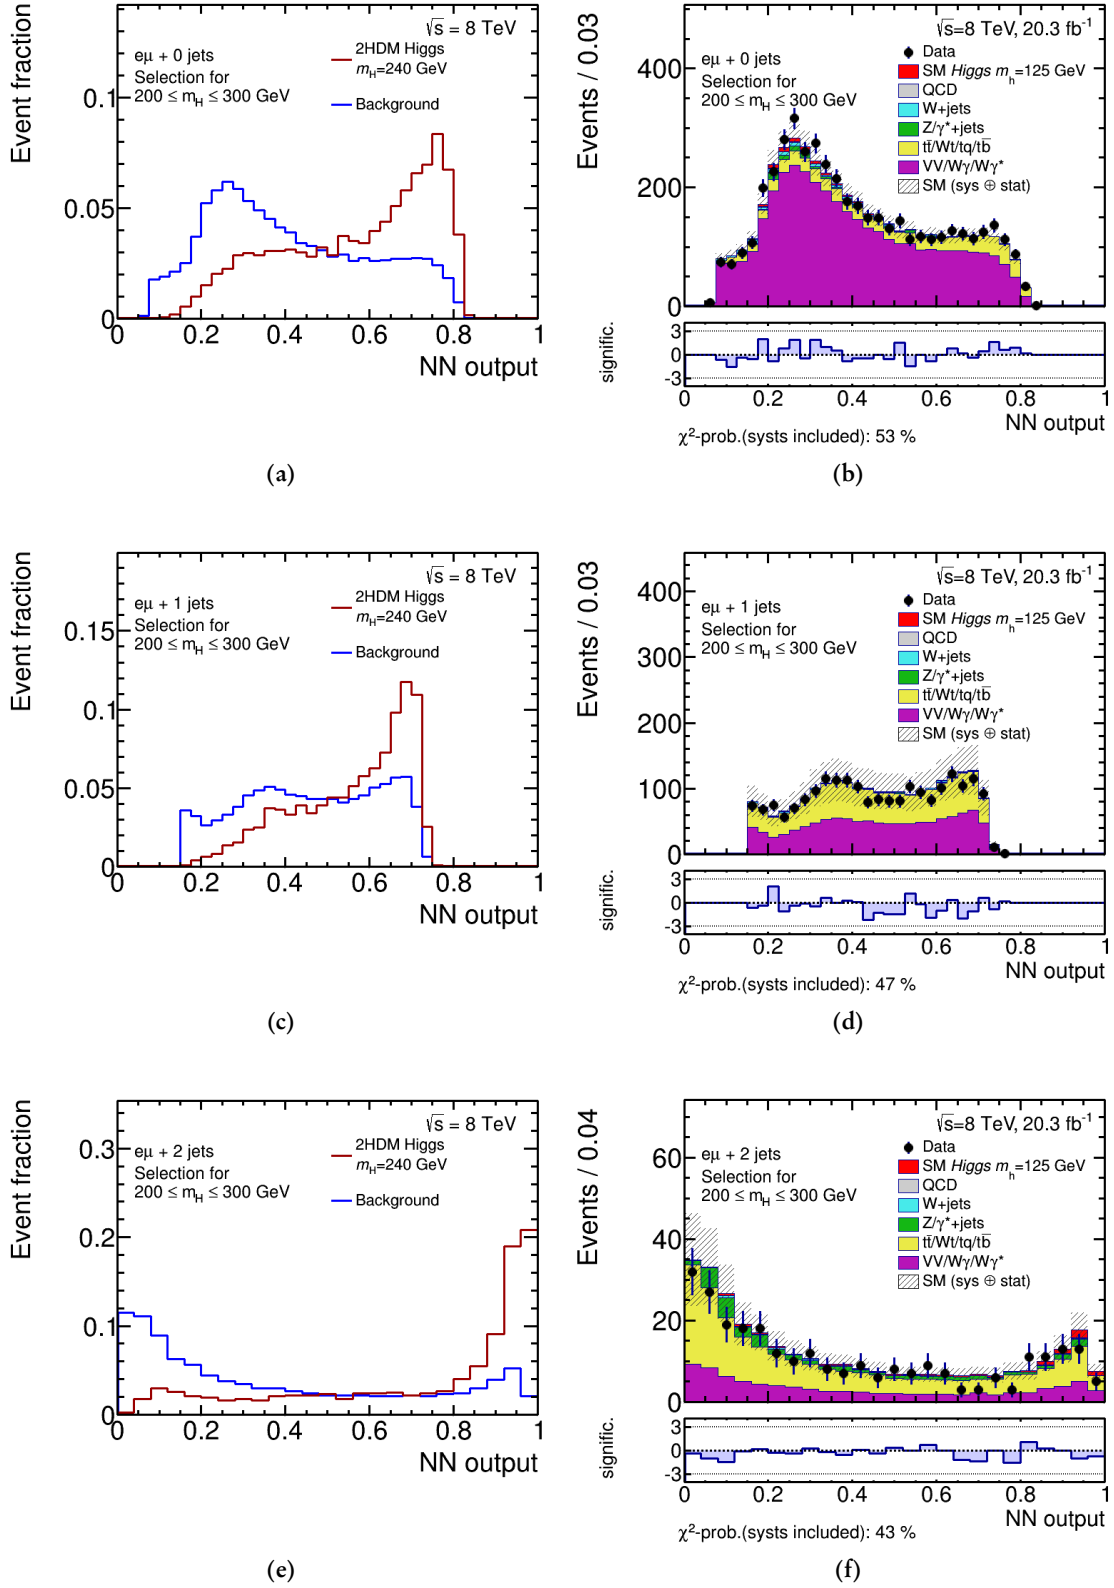 √s = 8 TeV
Event fraction
eμ + 0 jets
Selection for
200 ≤ m_H ≤ 300 GeV
2HDM Higgs
m_H=240 GeV
Background
0.1
0.05
0
0 0.2 0.4 0.6 0.8 1
NN output
(a)
√s=8 TeV, 20.3 fb⁻¹
Events / 0.03
eμ + 0 jets
Selection for
200 ≤ m_H ≤ 300 GeV
Data
SM Higgs m_h=125 GeV
QCD
W+jets
Z/γ*+jets
tt̅/Wt/tq/tb̅
VV/Wγ/Wγ*
SM (sys ⊕ stat)
400
200
0
signific.
3
0
-3
0 0.2 0.4 0.6 0.8 1
NN output
χ²-prob.(systs included): 53 %
(b)
√s = 8 TeV
Event fraction
eμ + 1 jets
Selection for
200 ≤ m_H ≤ 300 GeV
2HDM Higgs
m_H=240 GeV
Background
0.15
0.1
0.05
0
0 0.2 0.4 0.6 0.8 1
NN output
(c)
√s=8 TeV, 20.3 fb⁻¹
Events / 0.03
eμ + 1 jets
Selection for
200 ≤ m_H ≤ 300 GeV
Data
SM Higgs m_h=125 GeV
QCD
W+jets
Z/γ*+jets
tt̅/Wt/tq/tb̅
VV/Wγ/Wγ*
SM (sys ⊕ stat)
400
300
200
100
0
signific.
3
0
-3
0 0.2 0.4 0.6 0.8 1
NN output
χ²-prob.(systs included): 47 %
(d)
√s = 8 TeV
Event fraction
eμ + 2 jets
Selection for
200 ≤ m_H ≤ 300 GeV
2HDM Higgs
m_H=240 GeV
Background
0.3
0.2
0.1
0
0 0.2 0.4 0.6 0.8 1
NN output
(e)
√s=8 TeV, 20.3 fb⁻¹
Events / 0.04
eμ + 2 jets
Selection for
200 ≤ m_H ≤ 300 GeV
Data
SM Higgs m_h=125 GeV
QCD
W+jets
Z/γ*+jets
tt̅/Wt/tq/tb̅
VV/Wγ/Wγ*
SM (sys ⊕ stat)
60
40
20
0
signific.
3
0
-3
0 0.2 0.4 0.6 0.8 1
NN output
χ²-prob.(systs included): 43 %
(f)